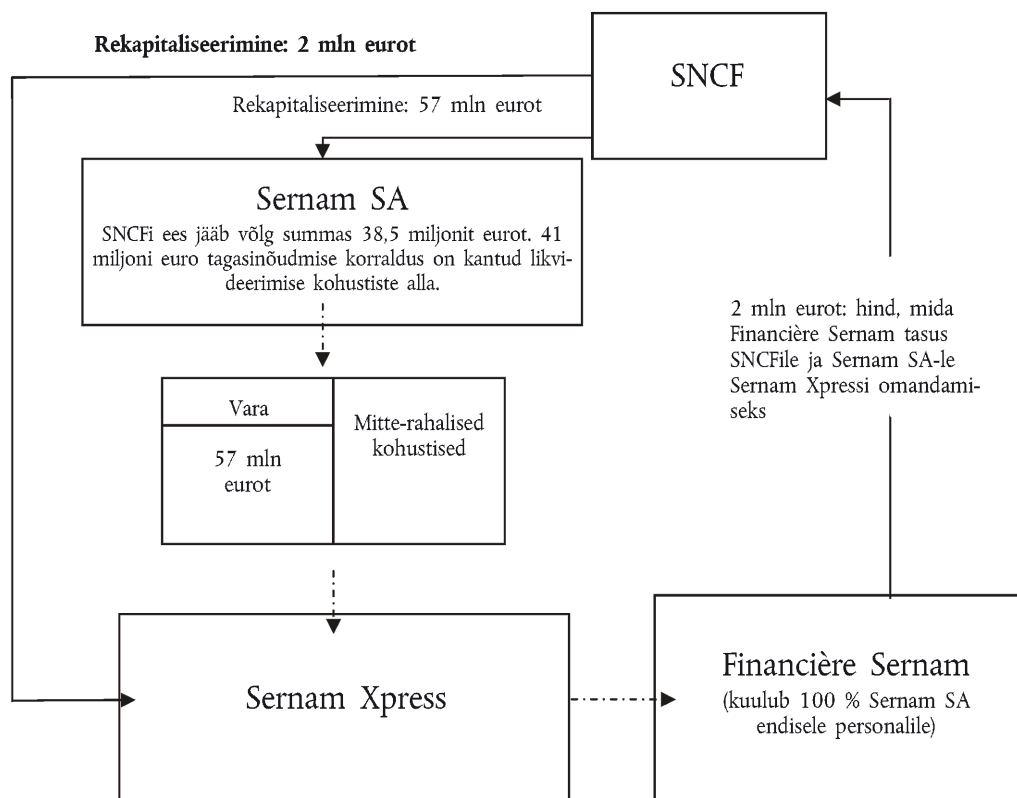 Rekapitaliseerimine: 2 mln eurot
SNCF
Rekapitaliseerimine: 57 mln eurot
Sernam SA
SNCFi ees jääb võlg summas 38,5 miljonit eurot. 41
miljoni euro tagasinõudmise korraldus on kantud likvi-
deerimise kohustiste alla.
2 mln eurot: hind, mida
Financière Sernam tasus
SNCFile ja Sernam SA-le
Sernam Xpressi omandami-
seks
Vara
57 mln
eurot
Mitte-rahalised
kohustised
Sernam Xpress
Financière Sernam
(kuulub 100 % Sernam SA
endisele personalile)